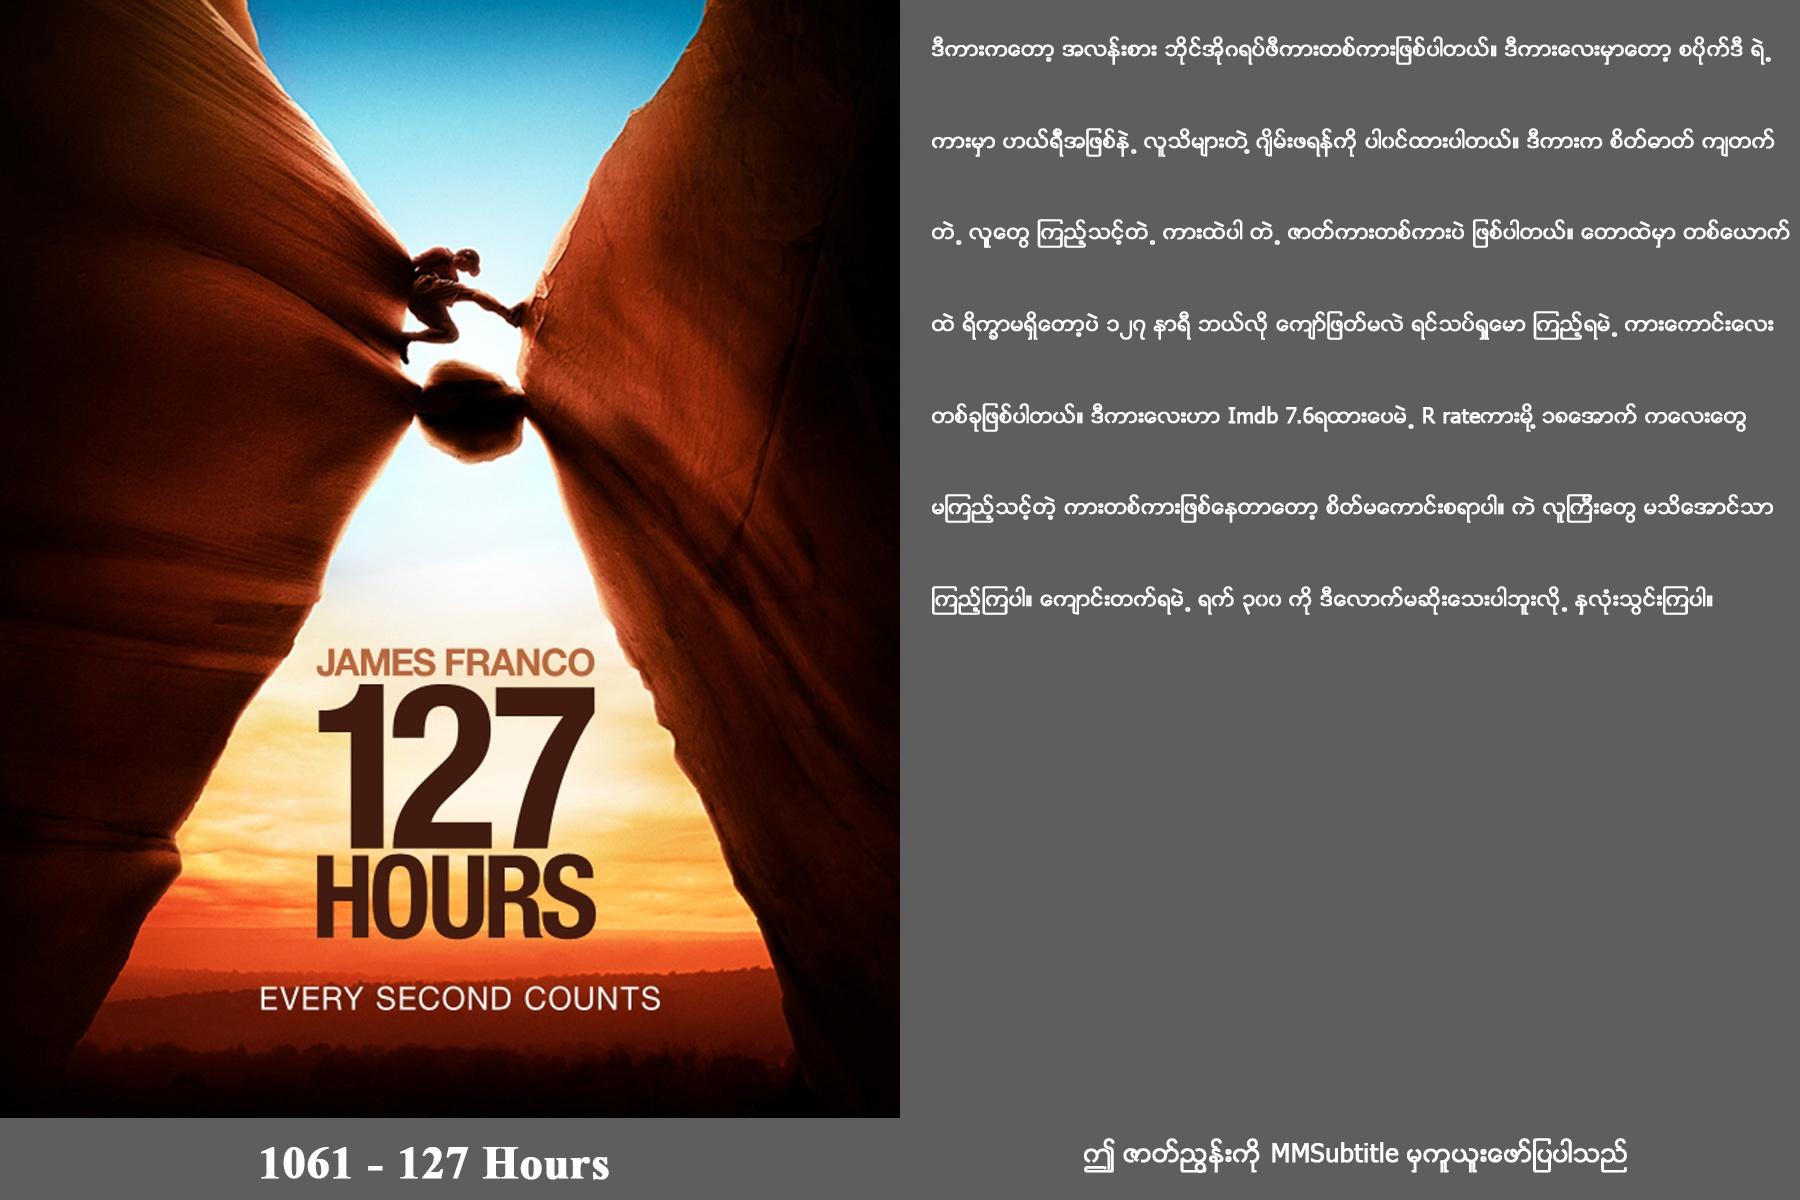 ဒီကားကတော့ အလန်းစား ဘိုင်အိုဂရပ်ဖီကားတစ်ကားဖြစ်ပါတယ်။ ဒီကားလေးမှာတော့ စပိုက်ဒီ ရဲ့
ကားမှာ ဟယ်ရီအဖြစ်နဲ့ လူသိများတဲ့ ဂျိမ်းဖရန်ကို ပါဝင်ထားပါတယ်။ ဒီကားက စိတ်ဓာတ် ကျတက်
တဲ့ လူတွေ ကြည့်သင့်တဲ့ ကားထဲပါ တဲ့ ဇာတ်ကားတစ်ကားပဲ ဖြစ်ပါတယ်။ တောထဲမှာ တစ်ယောက်
ထဲ ရိက္ခာမရှိတော့ပဲ ၁၂၇ နာရီ ဘယ်လို ကျော်ဖြတ်မလဲ ရင်သပ်ရှုမော ကြည့်ရမဲ့ ကားကောင်းလေး
တစ်ခုဖြစ်ပါတယ်။ ဒီကားလေးဟာ Imdb 7.6ရထားပေမဲ့ R rateကားမို့ ၁၈အောက် ကလေးတွေ
မကြည့်သင့်တဲ့ ကားတစ်ကားဖြစ်နေတာတော့ စိတ်မကောင်းစရာပါ။ ကဲ လူကြီးတွေ မသိအောင်သာ
ကြည့်ကြပါ။ ကျောင်းတက်ရမဲ့ ရက် ၃၀၀ ကို ဒီလောက်မဆိုးသေးပါဘူးလို့ နှလုံးသွင်းကြပါ။
JAMES FRANCO
127
HOURS
EVERY SECOND COUNTS
1061 - 127 Hours
ဤ ဇာတ်ညွှန်းကို MMSubtitle မှကူယူးဖော်ပြပါသည်